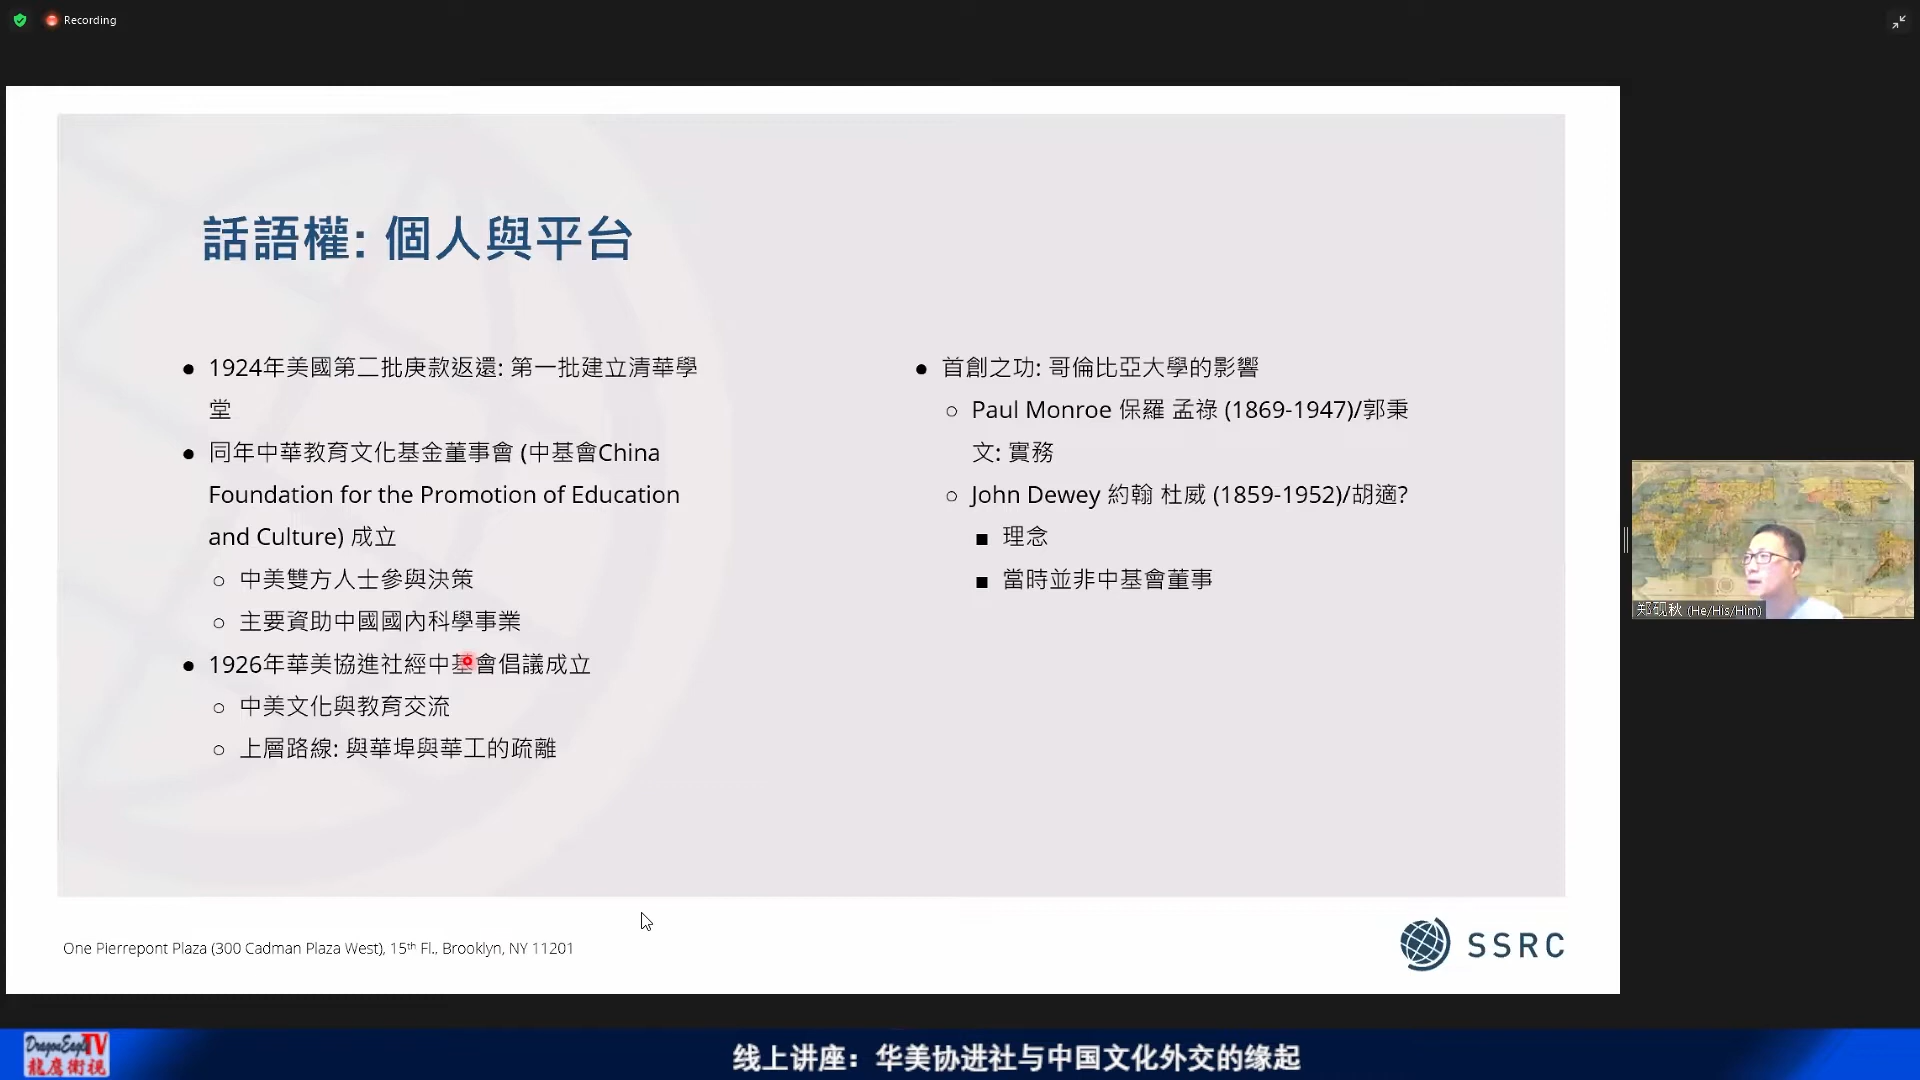 Recording
話語權: 個人與平台
● 1924年美國第二批庚款返還: 第一批建立清華學
堂
● 同年中華教育文化基金董事會 (中基會China
Foundation for the Promotion of Education
and Culture) 成立
○ 中美雙方人士參與決策
○ 主要資助中國國內科學事業
● 1926年華美協進社經中基會倡議成立
○ 中美文化與教育交流
○ 上層路線: 與華埠與華工的疏離
● 首創之功: 哥倫比亞大學的影響
○ Paul Monroe 保羅 孟祿 (1869-1947)/郭秉
文: 實務
○ John Dewey 約翰 杜威 (1859-1952)/胡適?
■ 理念
■ 當時並非中基會董事
郑砚秋 (He/His/Him)
One Pierrepont Plaza (300 Cadman Plaza West), 15th Fl., Brooklyn, NY 11201
SSRC
DragonEagleTV
龍鷹衛視
线上讲座：华美协进社与中国文化外交的缘起